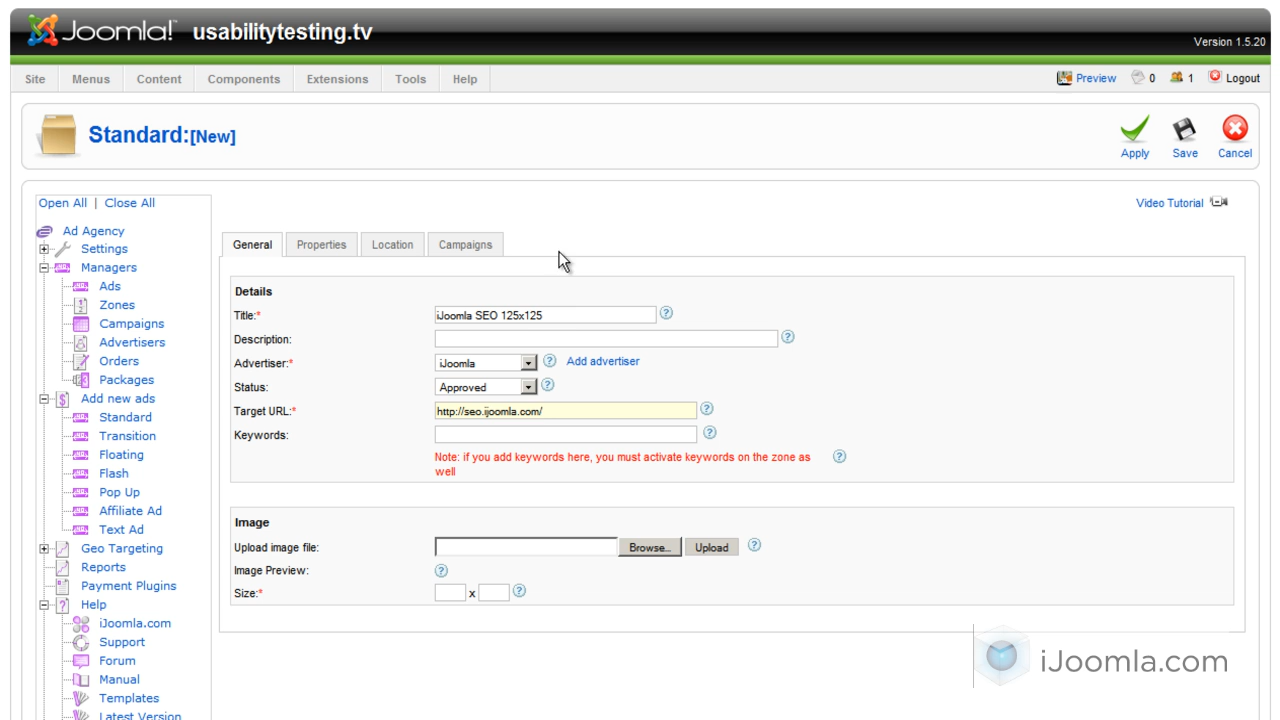 Joomla! usabilitytesting.tv
Version 1.5.20
Site Menus Content Components Extensions Tools Help Preview 0 1 Logout
Standard:[New]
Apply Save Cancel
Open All | Close All
Video Tutorial
Ad Agency
Settings
Managers
Ads
Zones
Campaigns
Advertisers
Orders
Packages
Add new ads
Standard
Transition
Floating
Flash
Pop Up
Affiliate Ad
Text Ad
Geo Targeting
Reports
Payment Plugins
Help
iJoomla.com
Support
Forum
Manual
Templates
Latest Version
General Properties Location Campaigns
Details
Title:* iJoomla SEO 125x125
Description:
Advertiser:* iJoomla Add advertiser
Status: Approved
Target URL:* http://seo.ijoomla.com/
Keywords:
Note: if you add keywords here, you must activate keywords on the zone as
well
Image
Upload image file: Browse... Upload
Image Preview:
Size:* x
iJoomla.com